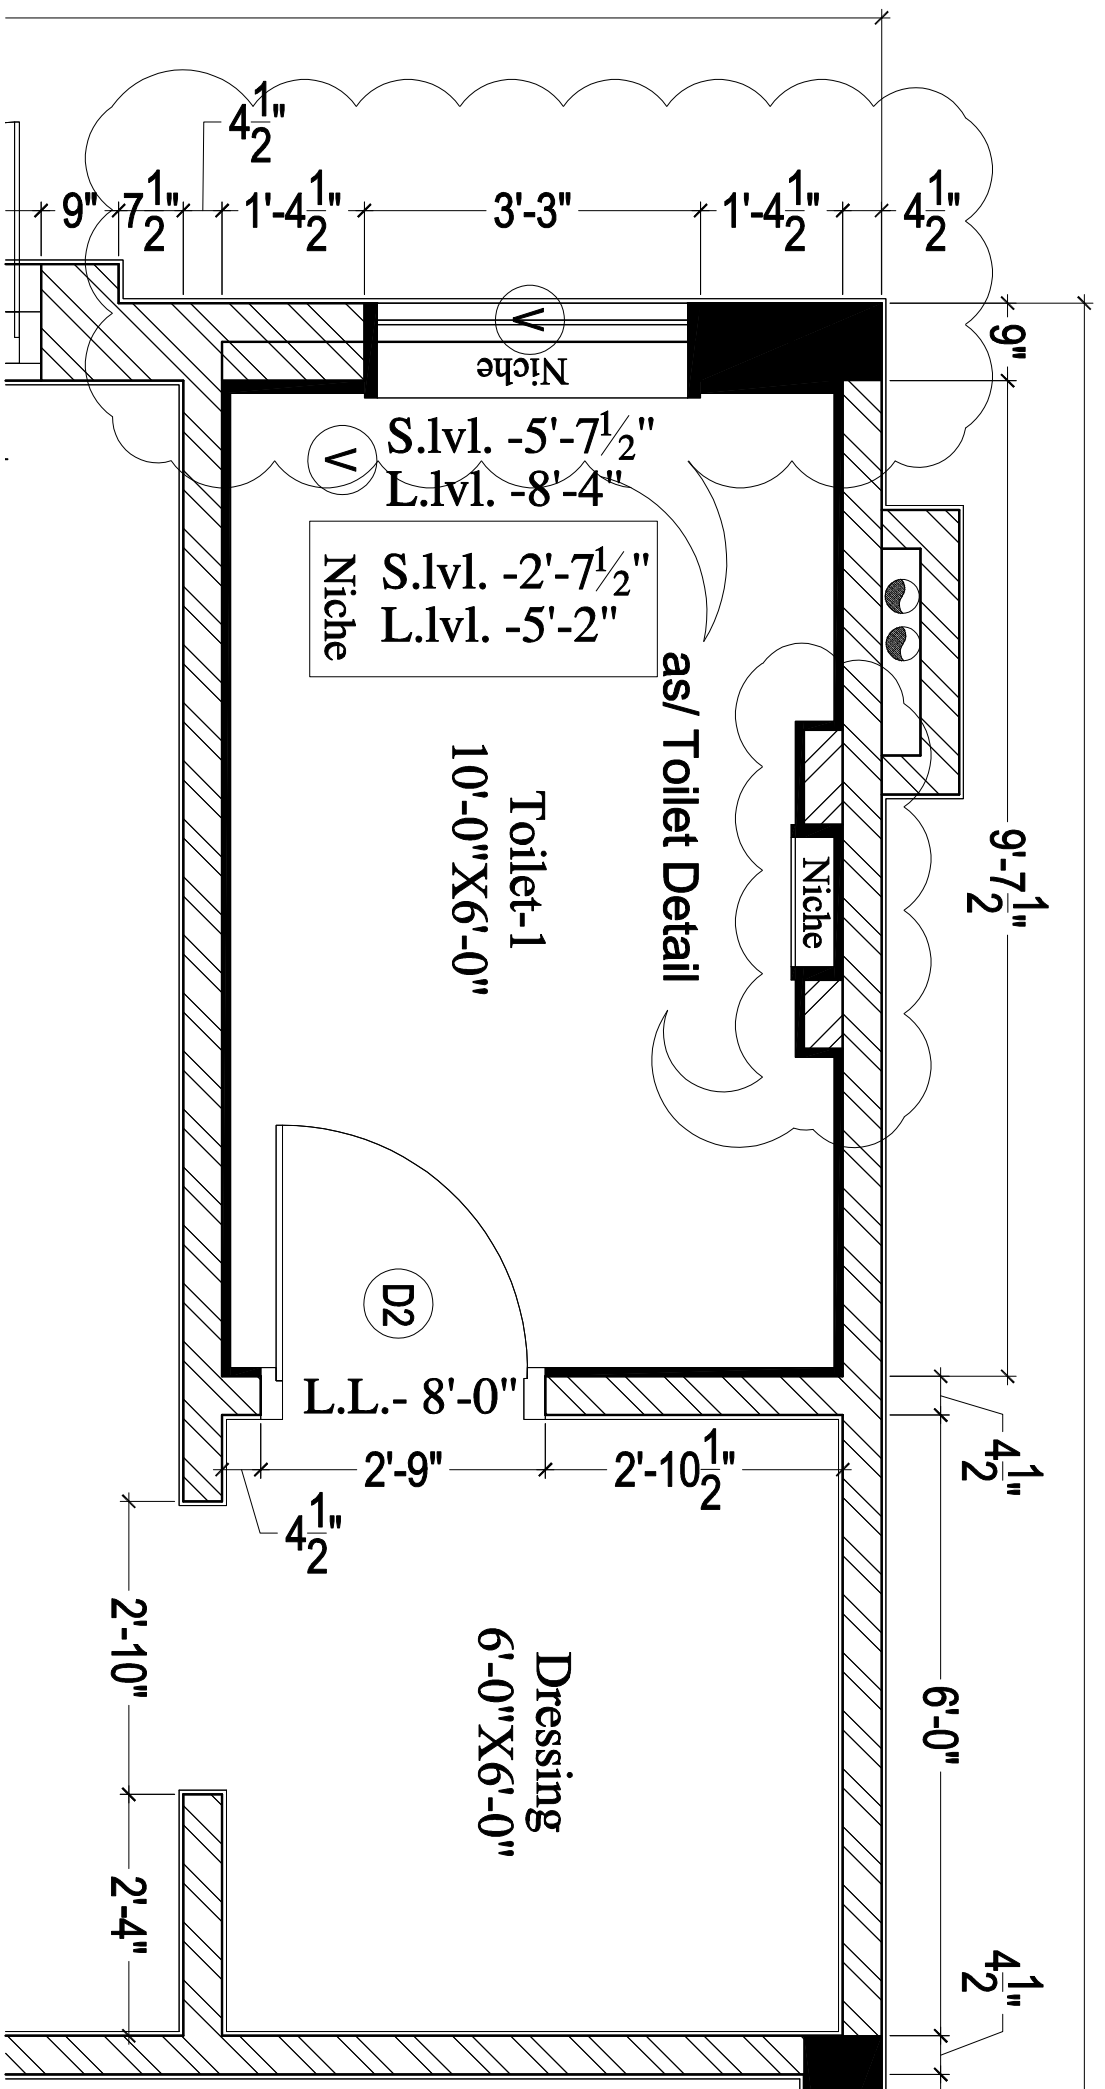 4 1/2"
9"
7 1/2"
1'-4 1/2"
3'-3"
1'-4 1/2"
4 1/2"
9"
V
Niche
V
S.lvl. -5'-7 1/2"
L.lvl. -8'-4"
Niche
S.lvl. -2'-7 1/2"
L.lvl. -5'-2"
as/ Toilet Detail
Toilet-1
10'-0"X6'-0"
Niche
9'-7 1/2"
D2
L.L.- 8'-0"
2'-9"
2'-10 1/2"
4 1/2"
4 1/2"
2'-10"
Dressing
6'-0"X6'-0"
6'-0"
2'-4"
4 1/2"